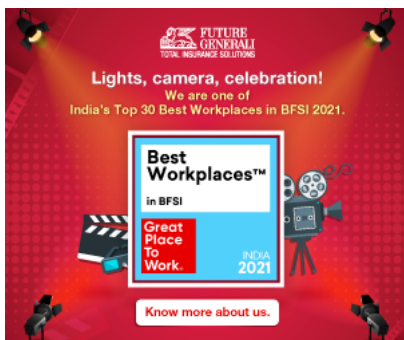 FUTURE
GENERALI
TOTAL INSURANCE SOLUTIONS
Lights, camera, celebration!
We are one of
India's Top 30 Best Workplaces in BFSI 2021.
Best
Workplaces™
in BFSI
Great
Place
To
Work.
INDIA
2021
Know more about us.